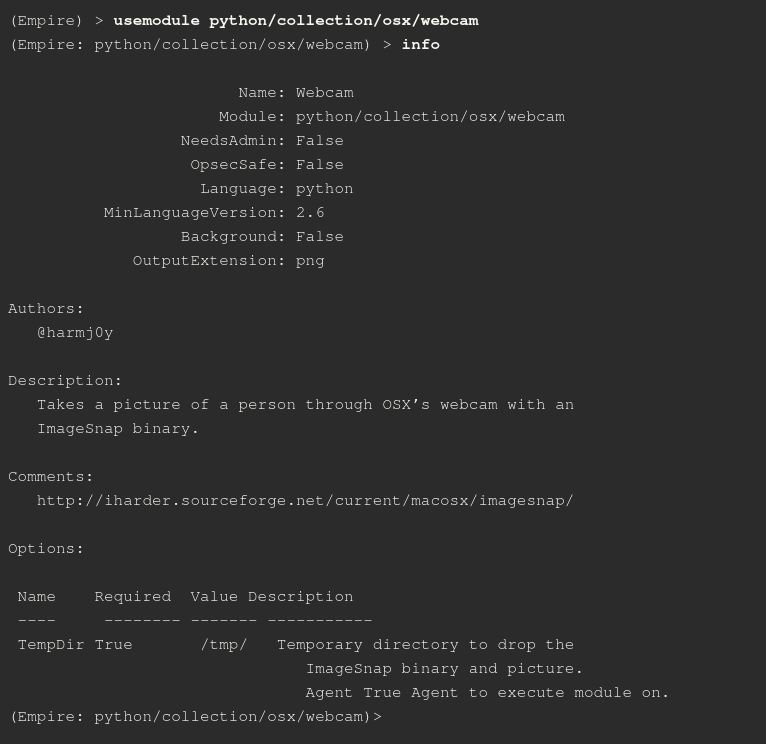 (Empire) > usemodule python/collection/osx/webcam
(Empire: python/collection/osx/webcam) > info
Name: Webcam
Module: python/collection/osx/webcam
NeedsAdmin: False
OpsecSafe: False
Language: python
MinLanguageVersion: 2.6
Background: False
OutputExtension: png
Authors:
@harmj0y
Description:
Takes a picture of a person through OSX’s webcam with an
ImageSnap binary.
Comments:
http://iharder.sourceforge.net/current/macosx/imagesnap/
Options:
Name Required Value Description
---- -------- ------- -----------
TempDir True /tmp/ Temporary directory to drop the
ImageSnap binary and picture.
Agent True Agent to execute module on.
(Empire: python/collection/osx/webcam)>